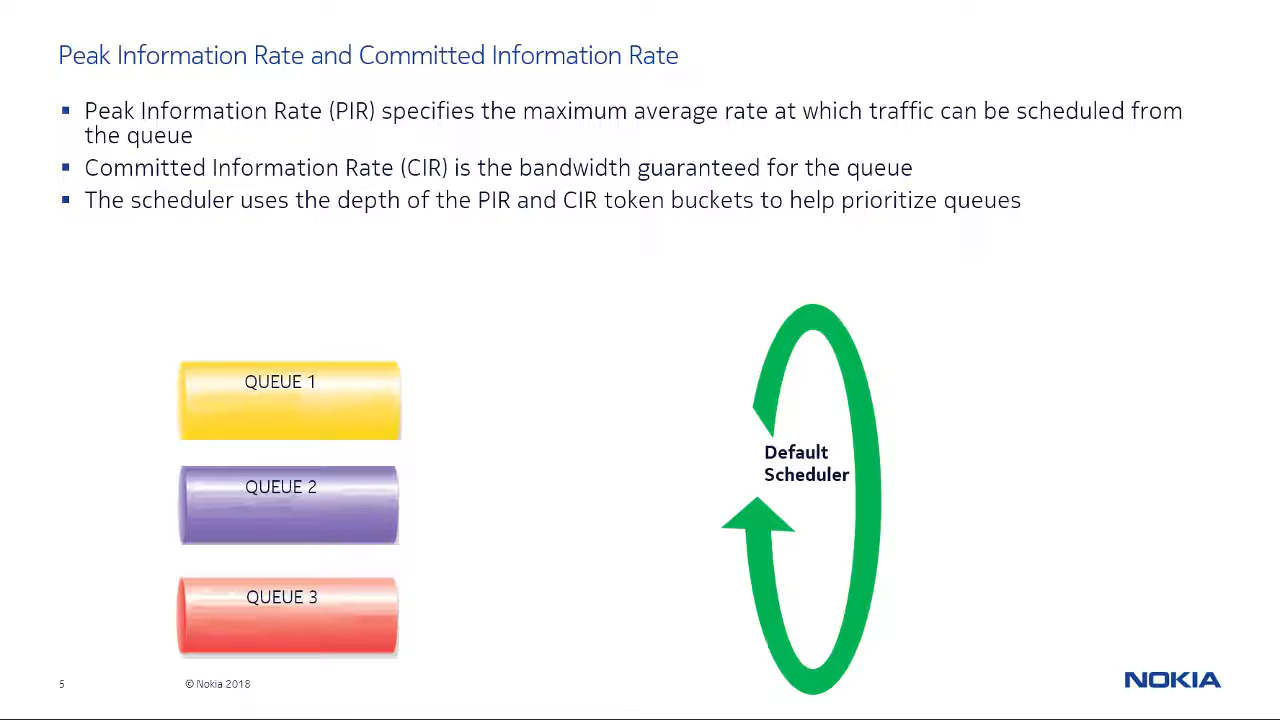 Peak Information Rate and Committed Information Rate
▪ Peak Information Rate (PIR) specifies the maximum average rate at which traffic can be scheduled from
the queue
▪ Committed Information Rate (CIR) is the bandwidth guaranteed for the queue
▪ The scheduler uses the depth of the PIR and CIR token buckets to help prioritize queues
QUEUE 1
QUEUE 2
QUEUE 3
Default
Scheduler
5
© Nokia 2018
NOKIA